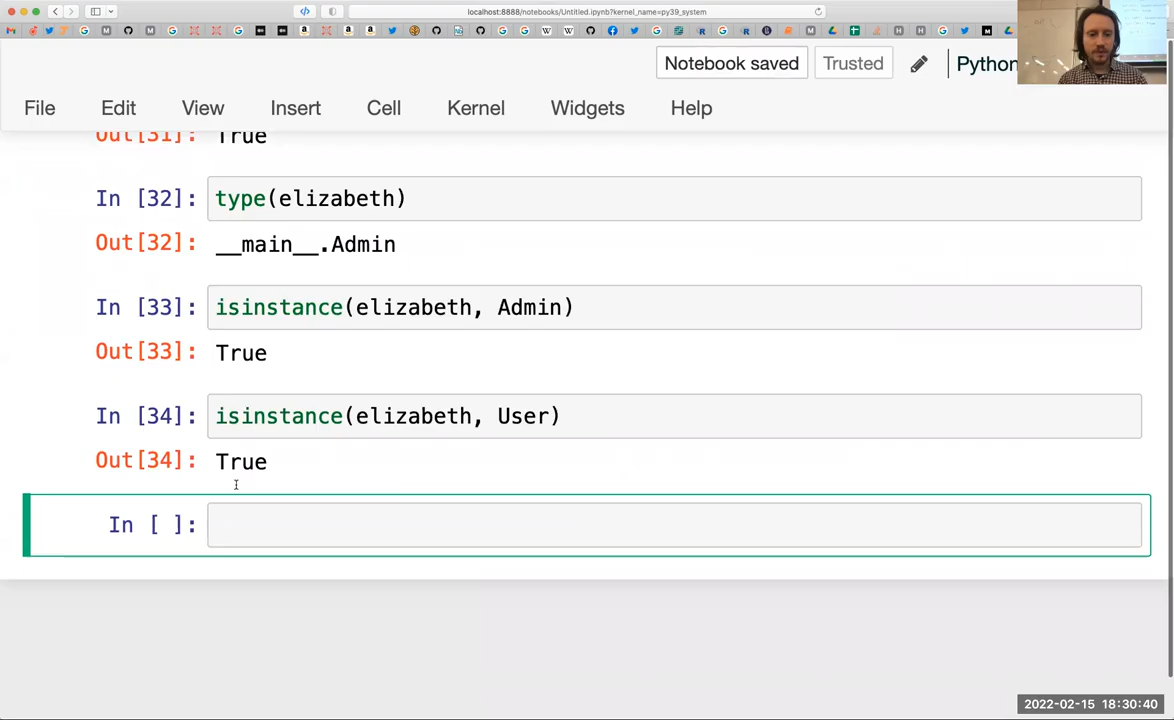 localhost:8888/notebooks/Untitled.ipynb?kernel_name=py39_system
Notebook saved
Trusted
Python
File Edit View Insert Cell Kernel Widgets Help
Out[31]: True
In [32]: type(elizabeth)
Out[32]: __main__.Admin
In [33]: isinstance(elizabeth, Admin)
Out[33]: True
In [34]: isinstance(elizabeth, User)
Out[34]: True
In [ ]:
2022-02-15 18:30:40